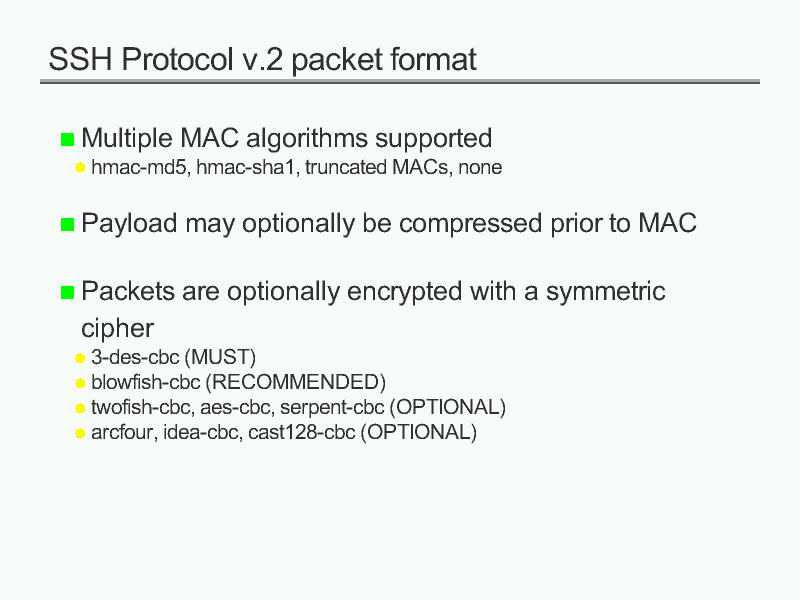 SSH Protocol v.2 packet format
Multiple MAC algorithms supported
hmac-md5, hmac-sha1, truncated MACs, none
Payload may optionally be compressed prior to MAC
Packets are optionally encrypted with a symmetric
cipher
3-des-cbc (MUST)
blowfish-cbc (RECOMMENDED)
twofish-cbc, aes-cbc, serpent-cbc (OPTIONAL)
arcfour, idea-cbc, cast128-cbc (OPTIONAL)